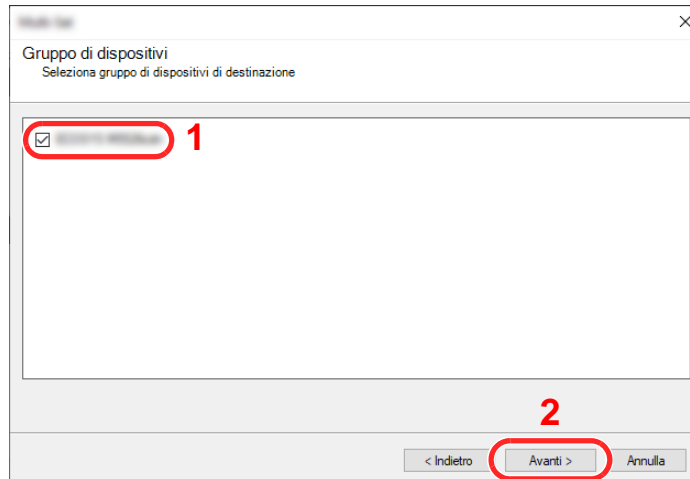 Gruppo di dispositivi
Seleziona gruppo di dispositivi di destinazione
1
2
< Indietro
Avanti >
Annulla